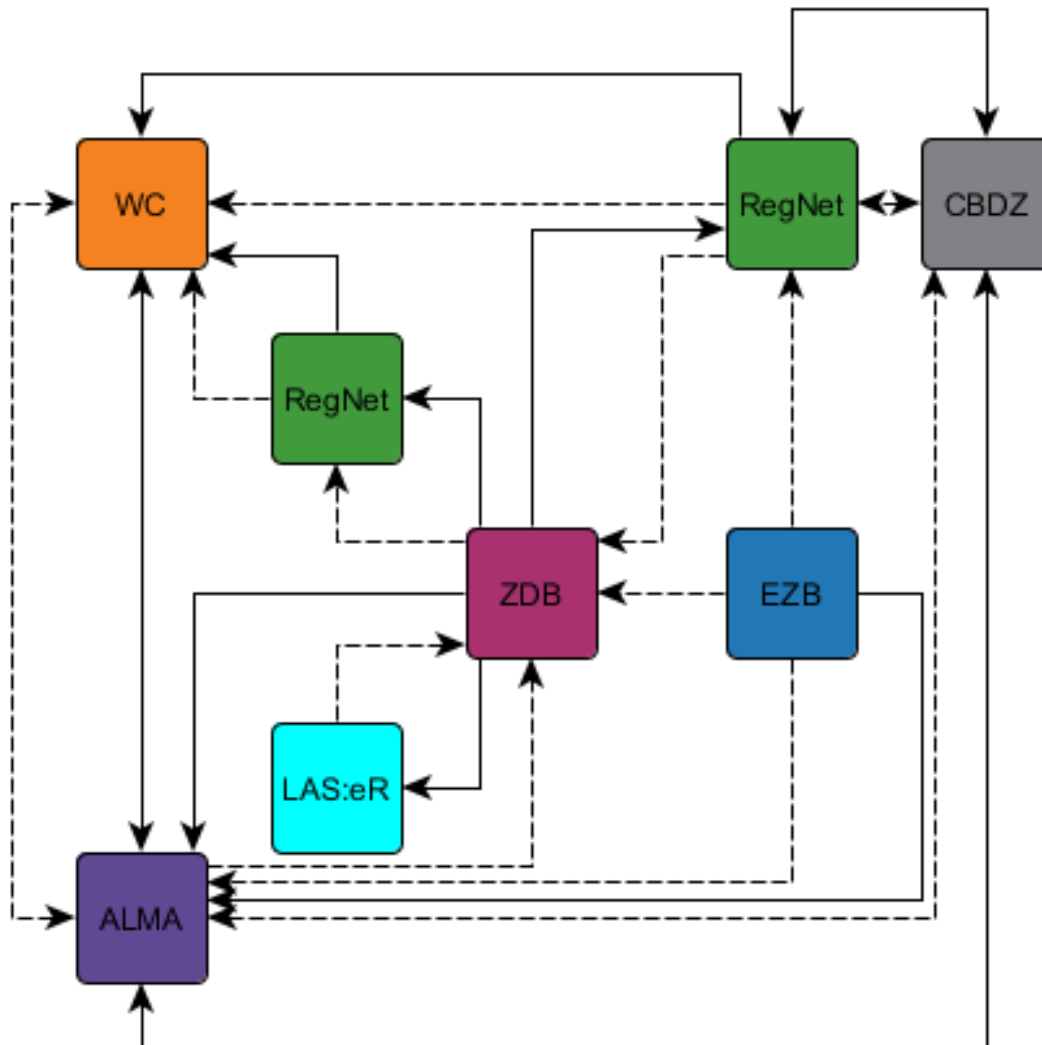 WC
RegNet
CBDZ
RegNet
ZDB
EZB
LAS:eR
ALMA